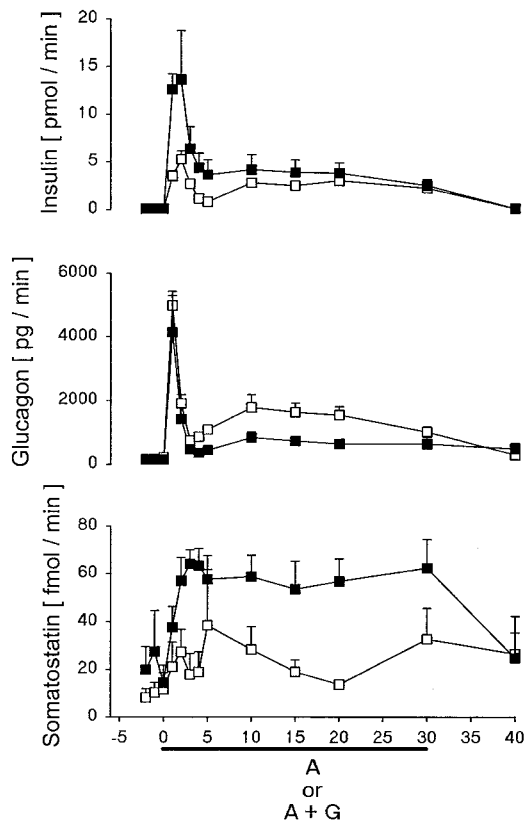 20
15
10
5
0
Insulin [ pmol / min ]
6000
4000
2000
0
Glucagon [ pg / min ]
80
60
40
20
0
Somatostatin [ fmol / min ]
-5 0 5 10 15 20 25 30 35 40
A
or
A + G